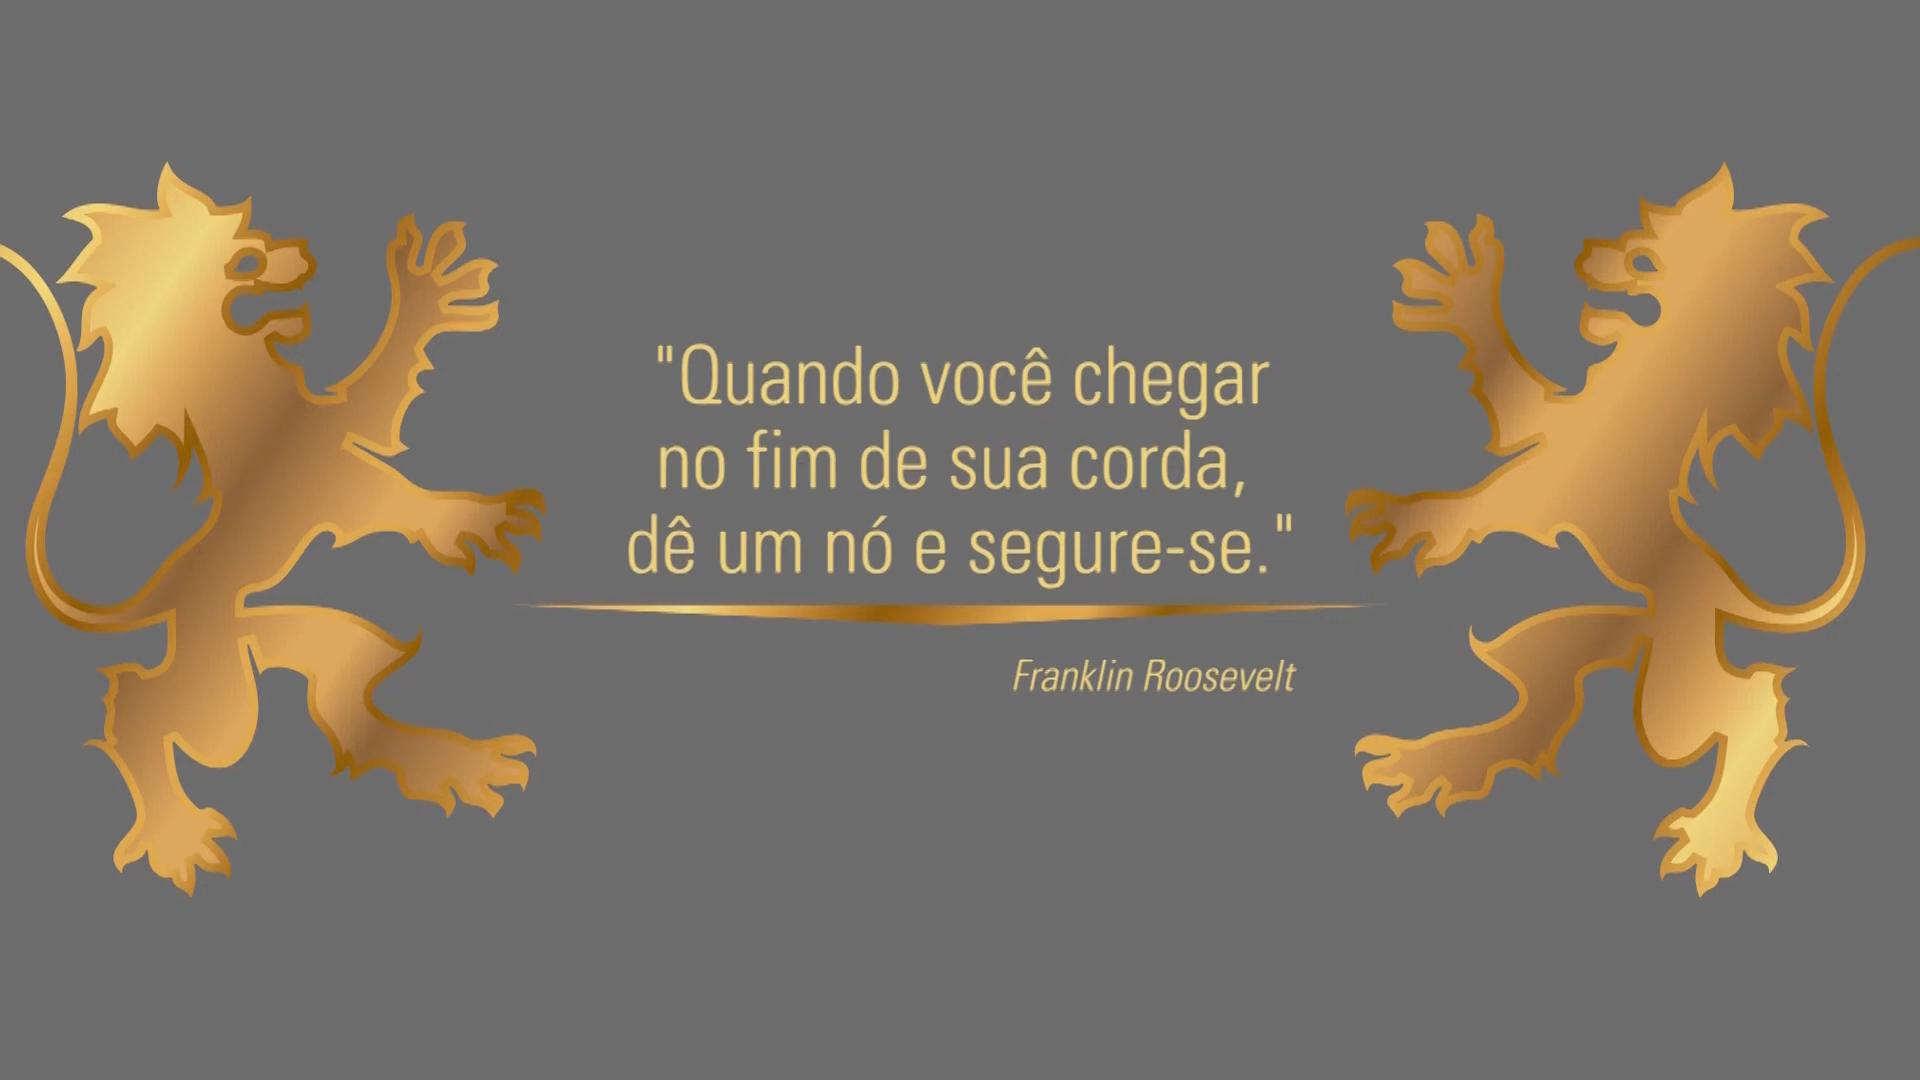 "Quando você chegar
no fim de sua corda,
dê um nó e segure-se."
Franklin Roosevelt